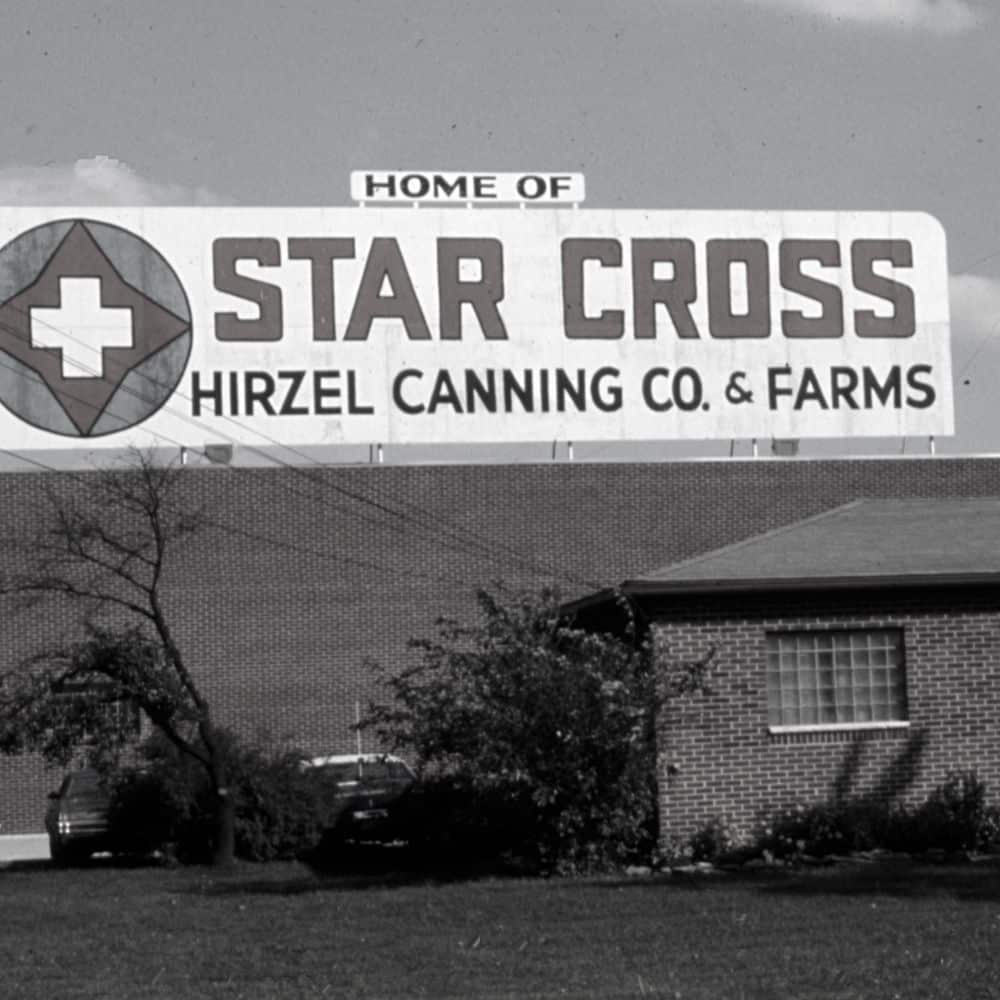 HOME OF
STAR CROSS
HIRZEL CANNING CO. & FARMS